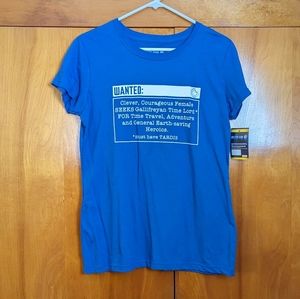 WANTED:
Clever, Courageous Female
SEEKS Gallifreyan Time Lord*
FOR Time Travel, Adventure
and General Earth-saving
Heroics.
*must have TARDIS